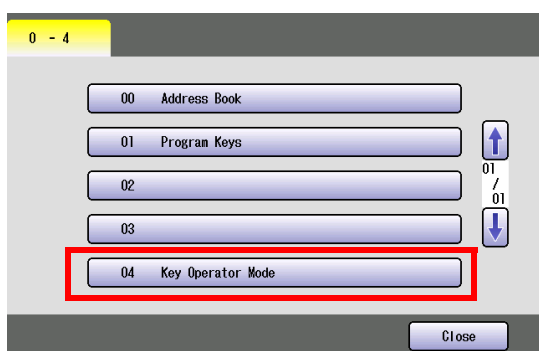 0 - 4
00 Address Book
01 Program Keys
02
03
04 Key Operator Mode
01
/
01
Close